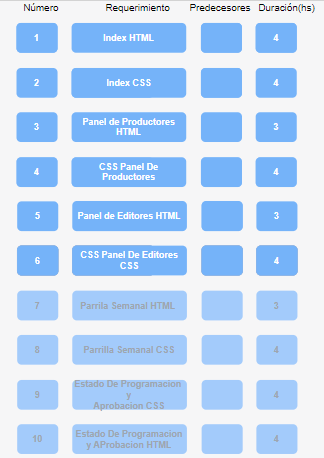 Número Requerimiento Predecesores Duración(hs)
1 Index HTML 4
2 Index CSS 4
3 Panel de Productores HTML 3
4 CSS Panel De Productores 4
5 Panel de Editores HTML 3
6 CSS Panel De Editores CSS 4
7 Parrila Semanal HTML 3
8 Parrilla Semanal CSS 4
9 Estado De Programacion y Aprobacion CSS 4
10 Estado De Programacion y AProbacion HTML 4